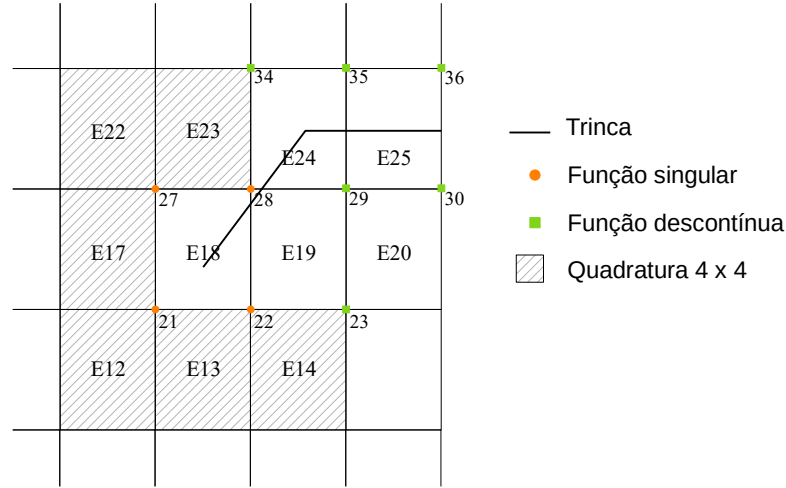 34
35
36
E22
E23
E24
E25
27
28
29
30
E17
E18
E19
E20
21
22
23
E12
E13
E14
Trinca
Função singular
Função descontínua
Quadratura 4 x 4